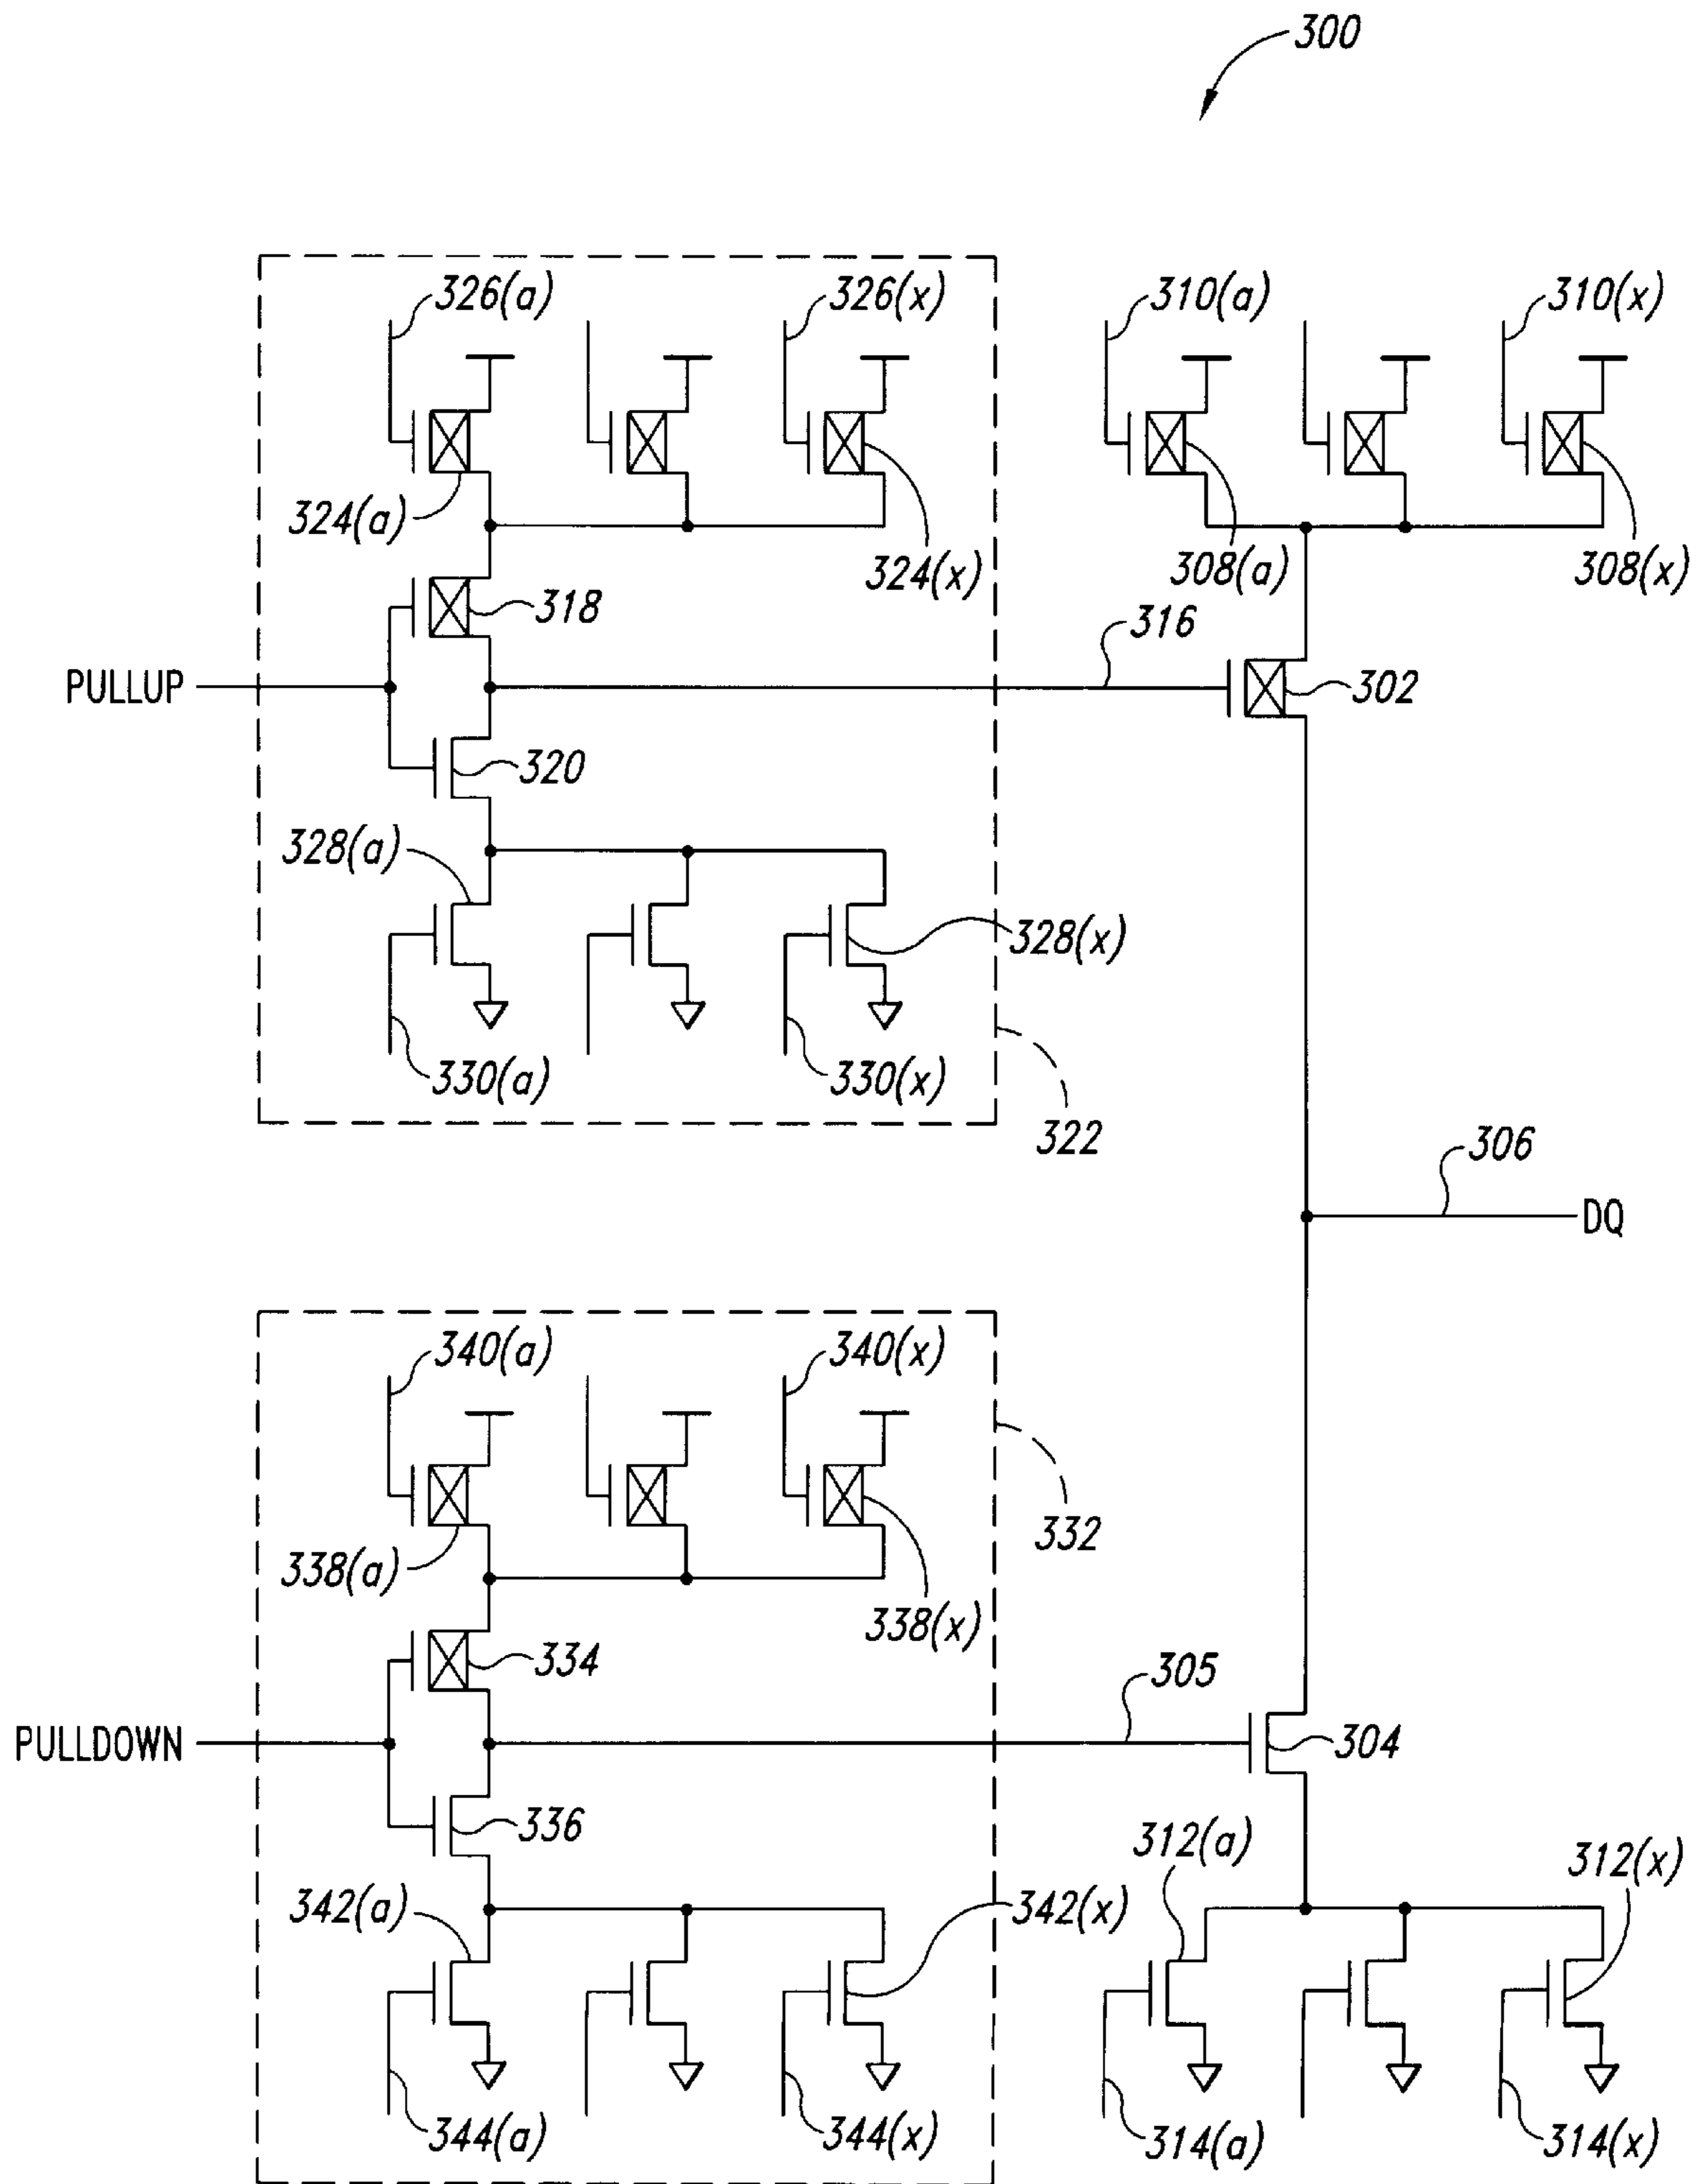 300
326(a)
326(x)
310(a)
310(x)
324(a)
324(x)
308(a)
308(x)
318
316
PULLUP
302
320
328(a)
328(x)
330(a)
330(x)
322
306
DQ
340(a)
340(x)
332
338(a)
338(x)
334
305
PULLDOWN
304
336
312(a)
312(x)
342(a)
342(x)
344(a)
344(x)
314(a)
314(x)